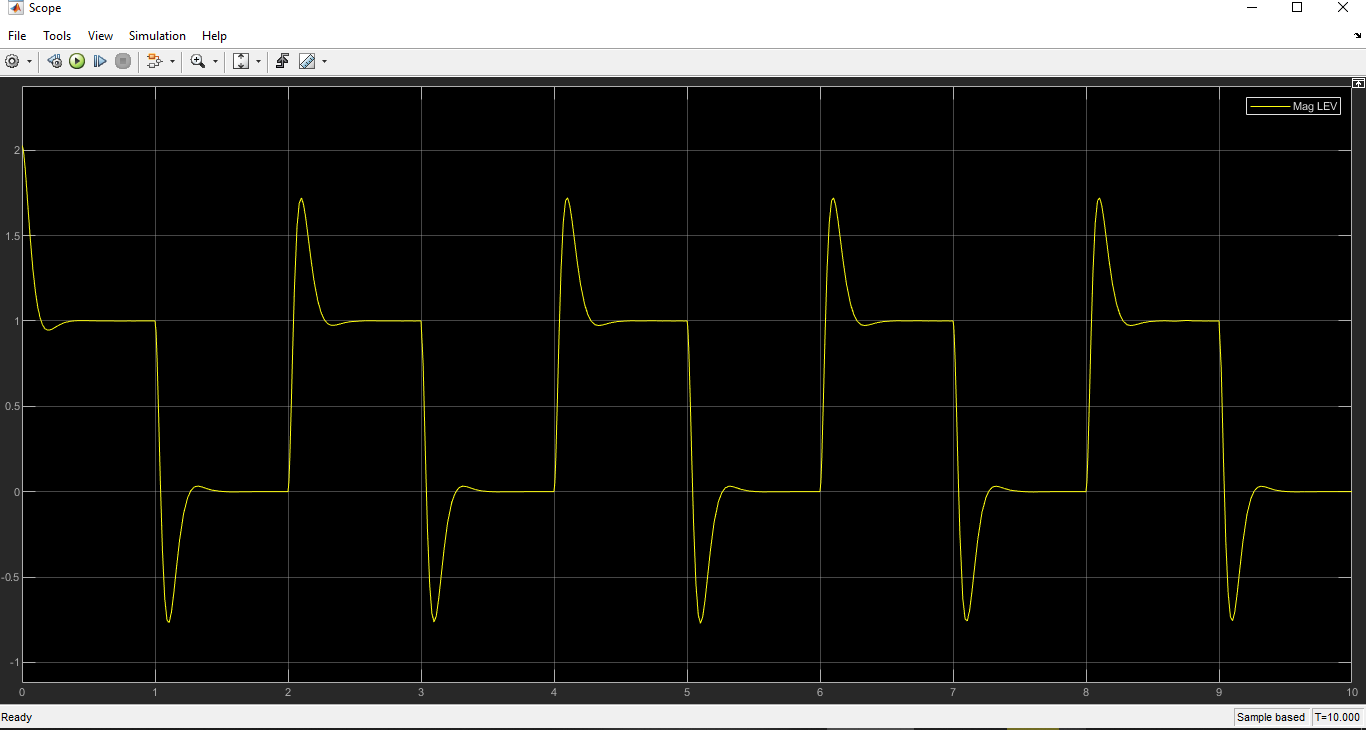 Scope
File Tools View Simulation Help
Mag LEV
2
1.5
1
0.5
0
-0.5
-1
0 1 2 3 4 5 6 7 8 9 10
Ready Sample based T=10.000